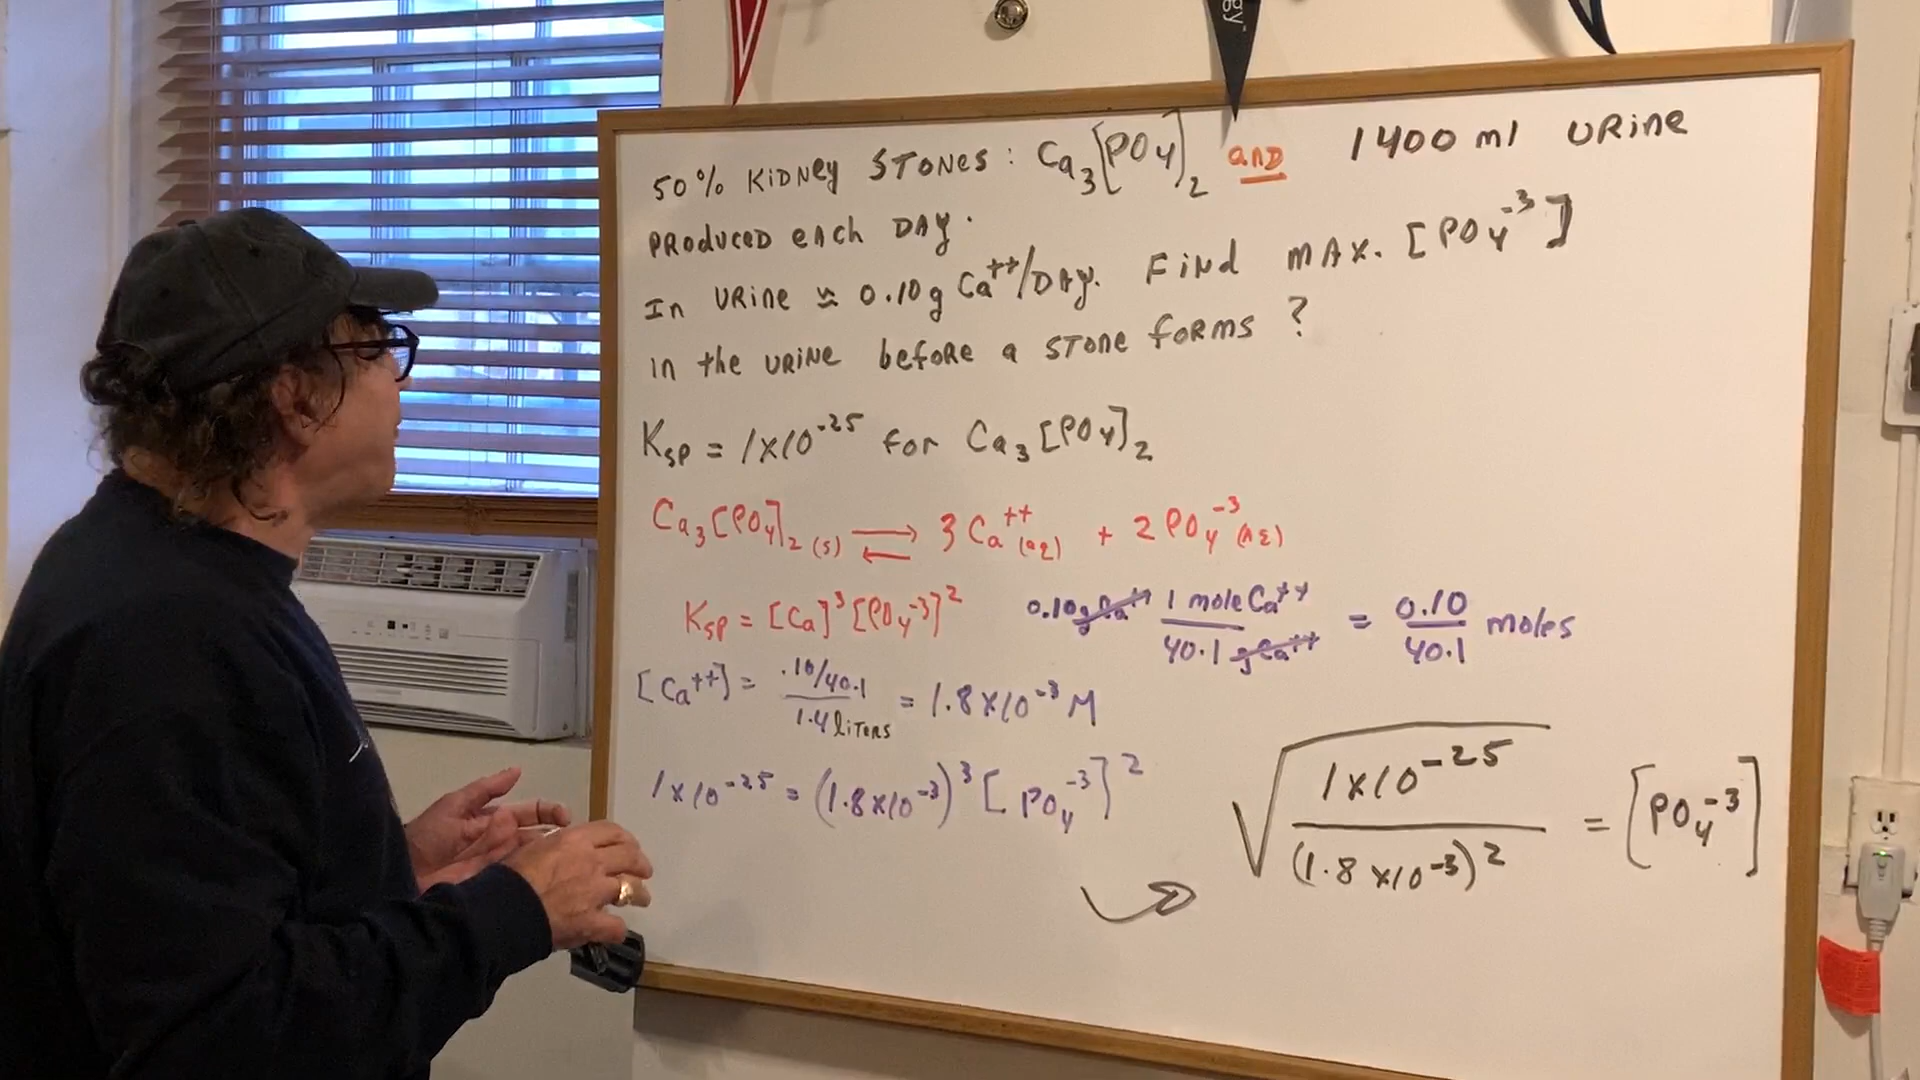 gy
50% KiDNey STONes: Ca₃[PO₄]₂ and 1400 ml URine
PRODUCED eAch DAy.
In URine ≈ 0.10g Ca⁺⁺/DAy. FiNd mAx. [PO₄⁻³]
in the URiNe befoRe a STONe foRms ?
Ksp = 1x10⁻²⁵ for Ca₃[PO₄]₂
Ca₃[PO₄]₂ (s) ⇌ 3 Ca⁺⁺ (aq) + 2 PO₄⁻³ (aq)
Ksp = [Ca]³ [PO₄⁻³]² 0.10g Ca⁺⁺ 1 mole Ca⁺⁺/40.1 g Ca⁺⁺ = 0.10/40.1 moles
[Ca⁺⁺] = .10/40.1 / 1.4 liTeRs = 1.8x10⁻³ M
1x10⁻²⁵ = (1.8x10⁻³)³ [PO₄⁻³]²
√(1x10⁻²⁵/(1.8x10⁻³)²) = [PO₄⁻³]